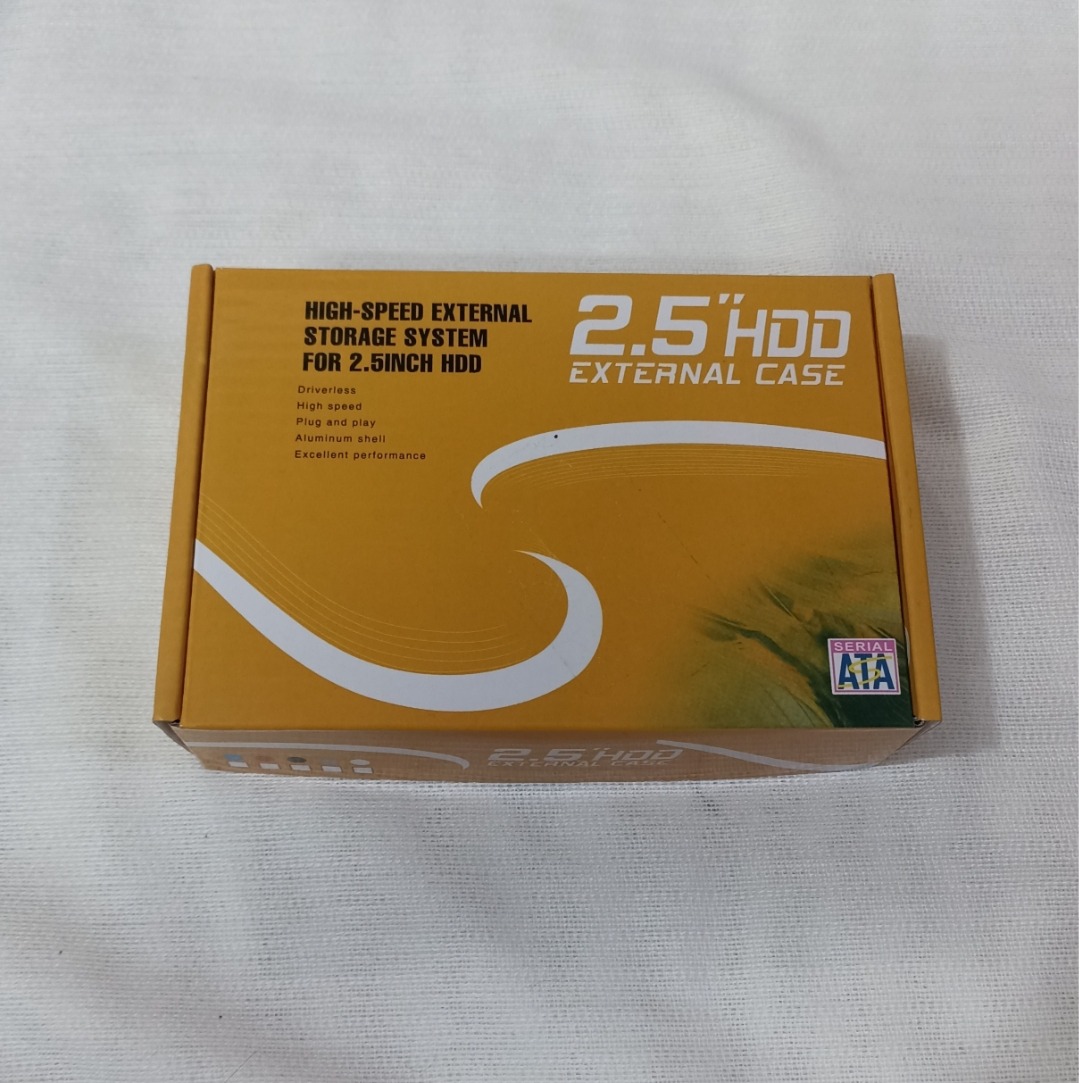 HIGH-SPEED EXTERNAL
STORAGE SYSTEM
FOR 2.5INCH HDD
Driverless
High speed
Plug and play
Aluminum shell
Excellent performance
2.5" HDD
EXTERNAL CASE
SERIAL
ATA
2.5" HDD
EXTERNAL CASE